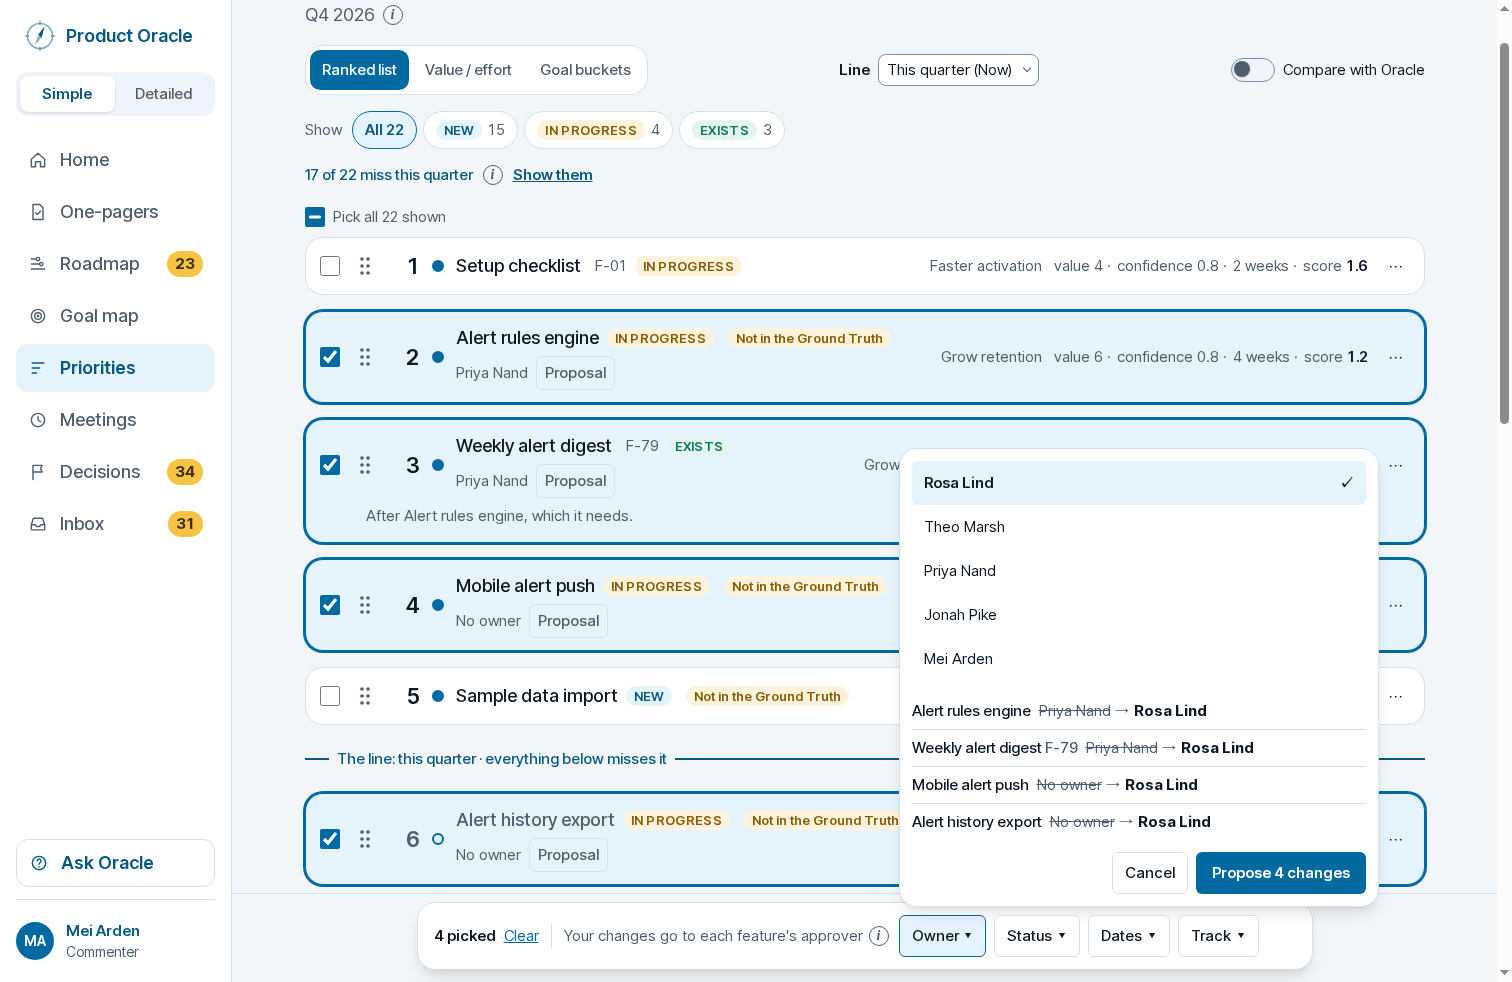 Product Oracle
Simple
Detailed
Home
One-pagers
Roadmap 23
Goal map
Priorities
Meetings
Decisions 34
Inbox 31
Ask Oracle
MA
Mei Arden
Commenter
Q4 2026 i
Ranked list
Value / effort
Goal buckets
Line This quarter (Now)
Compare with Oracle
Show All 22 NEW 15 IN PROGRESS 4 EXISTS 3
17 of 22 miss this quarter i Show them
Pick all 22 shown
1 Setup checklist F-01 IN PROGRESS Faster activation value 4 · confidence 0.8 · 2 weeks · score 1.6 ···
2 Alert rules engine IN PROGRESS Not in the Ground Truth Grow retention value 6 · confidence 0.8 · 4 weeks · score 1.2 ···
Priya Nand Proposal
3 Weekly alert digest F-79 EXISTS Grow ···
Priya Nand Proposal
After Alert rules engine, which it needs.
4 Mobile alert push IN PROGRESS Not in the Ground Truth ···
No owner Proposal
5 Sample data import NEW Not in the Ground Truth ···
The line: this quarter · everything below misses it
6 Alert history export IN PROGRESS Not in the Ground Truth ···
No owner Proposal
Rosa Lind ✓
Theo Marsh
Priya Nand
Jonah Pike
Mei Arden
Alert rules engine Priya Nand → Rosa Lind
Weekly alert digest F-79 Priya Nand → Rosa Lind
Mobile alert push No owner → Rosa Lind
Alert history export No owner → Rosa Lind
Cancel
Propose 4 changes
4 picked Clear Your changes go to each feature's approver i Owner ▾ Status ▾ Dates ▾ Track ▾